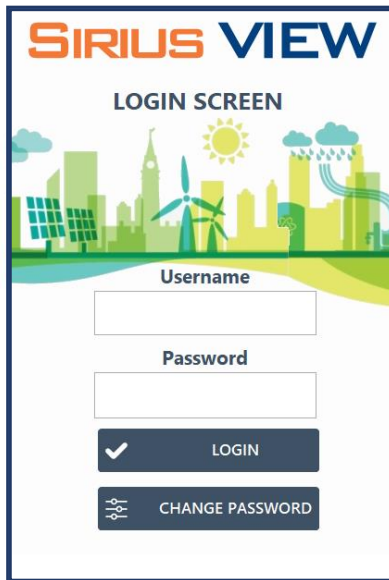 SIRIUS VIEW
LOGIN SCREEN
Username
Password
LOGIN
CHANGE PASSWORD